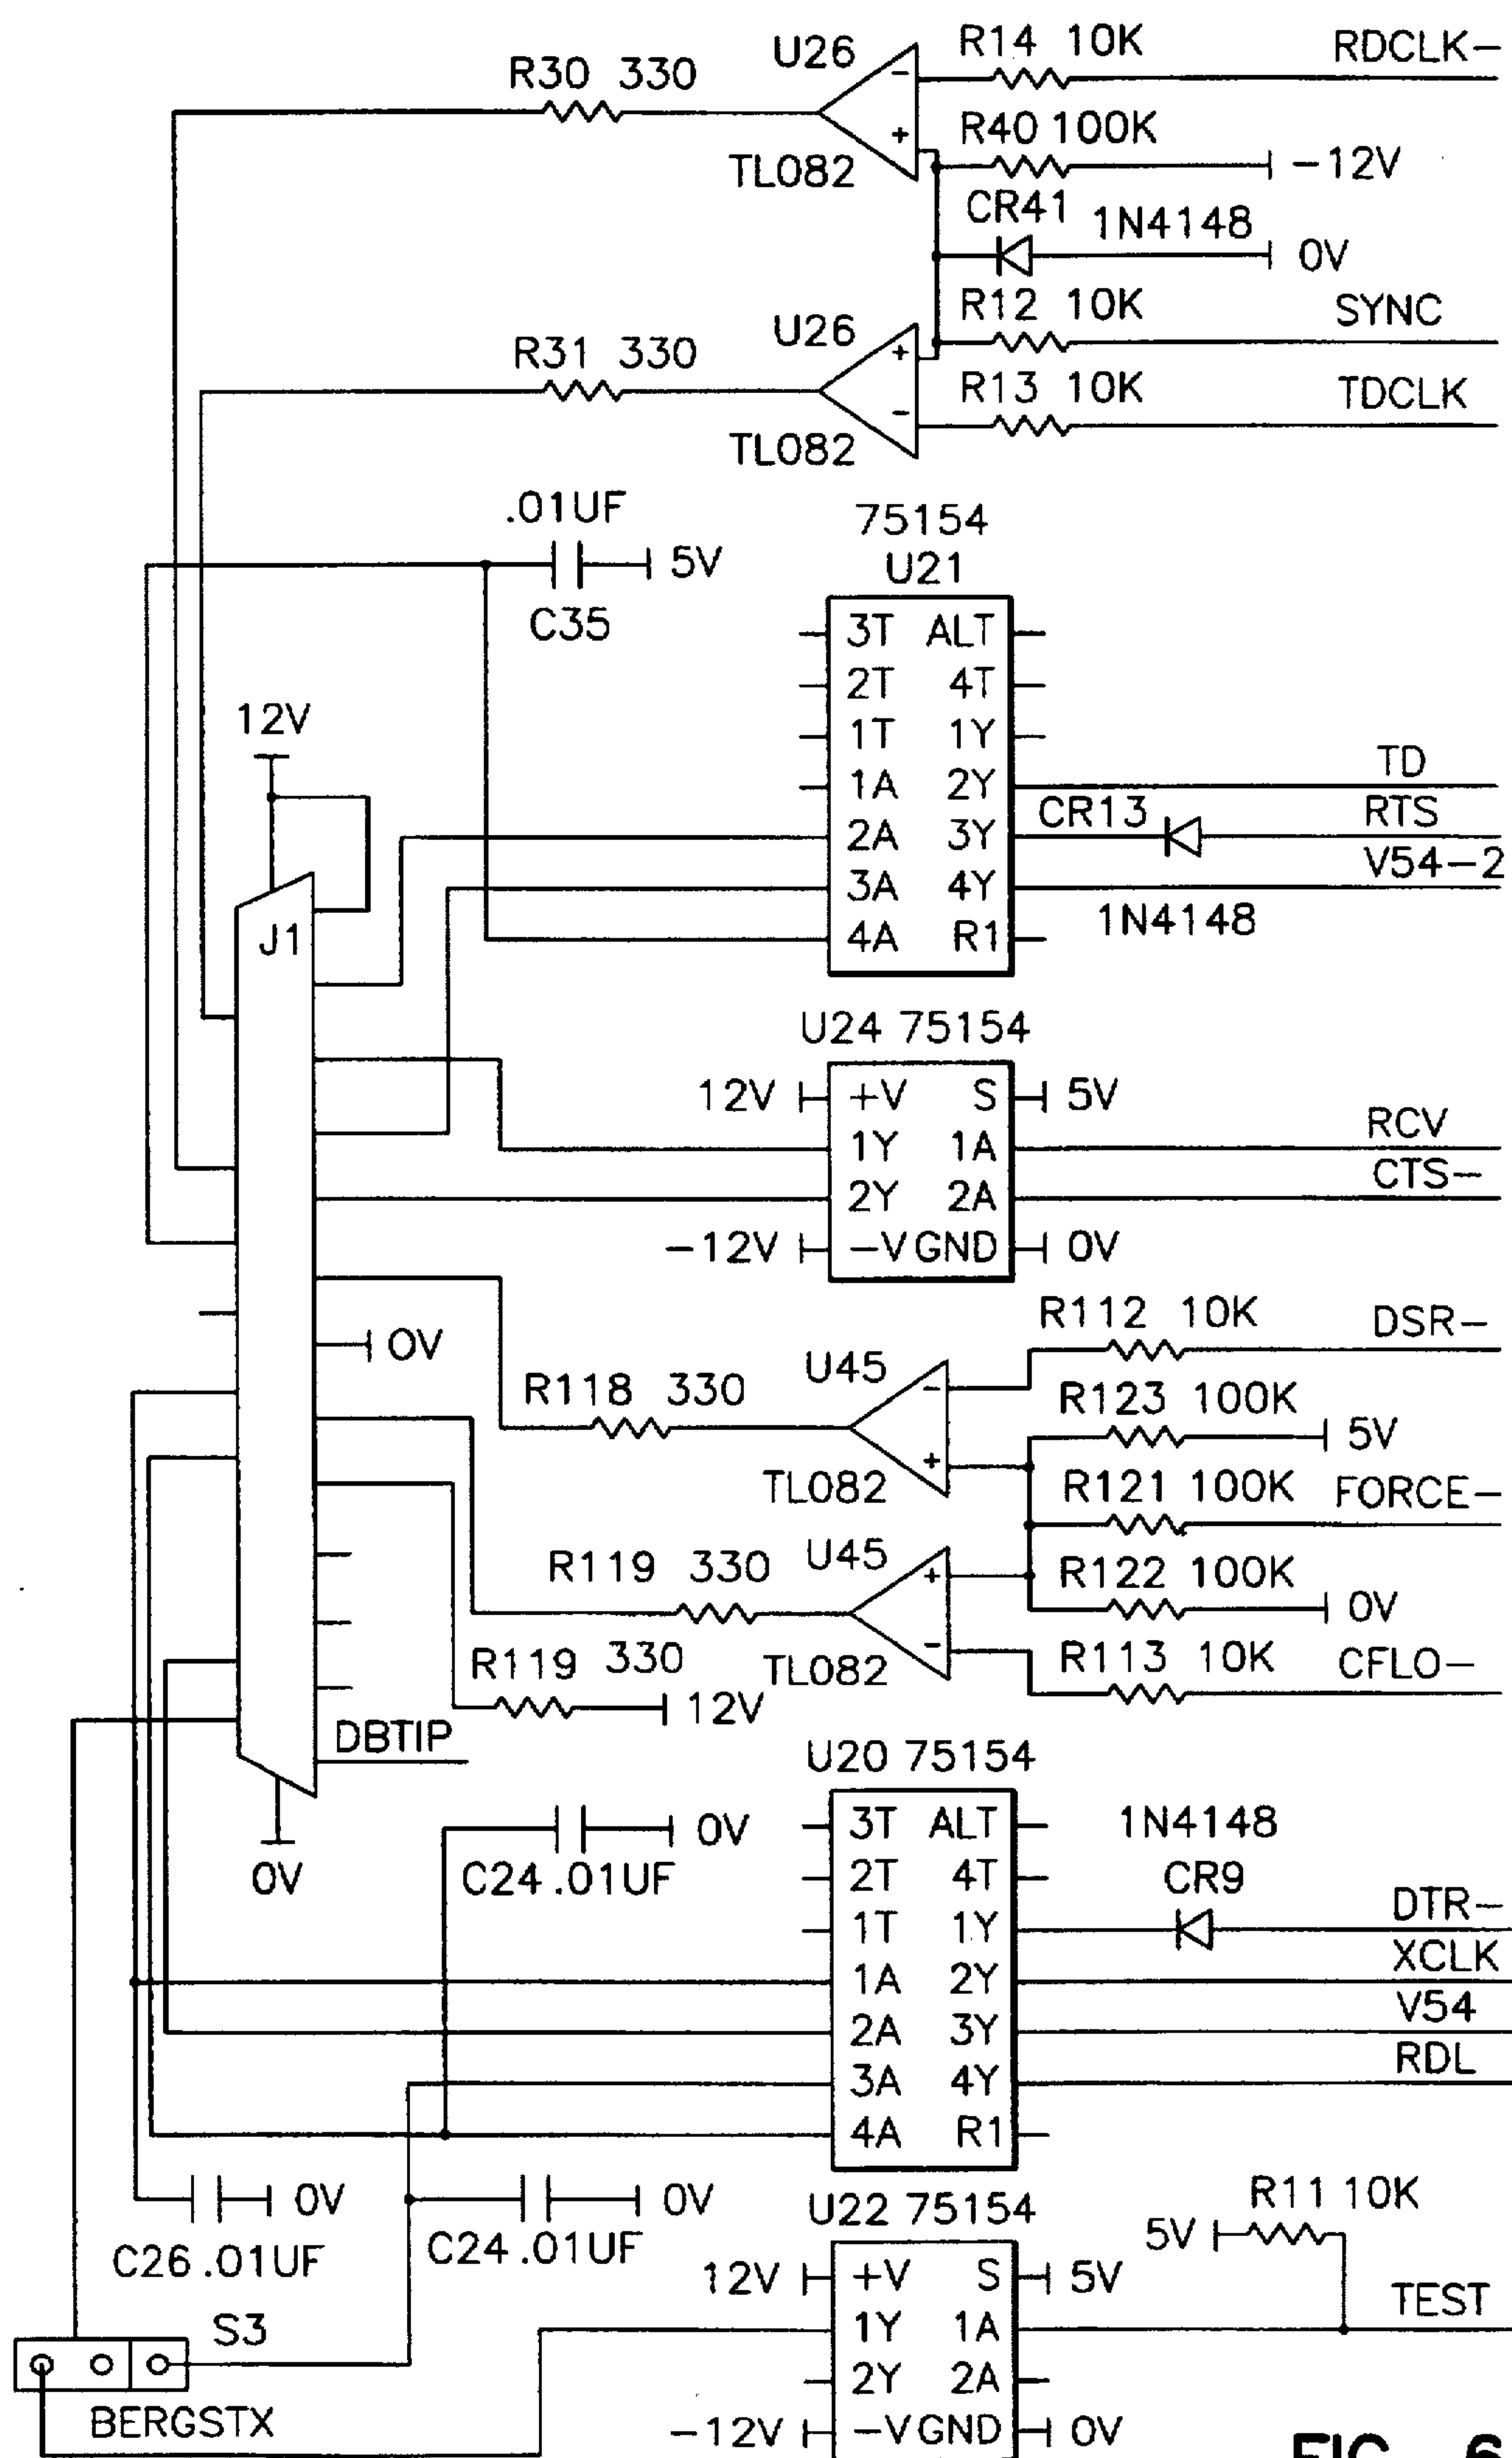 U26 R14 10K RDCLK-
R30 330 -
+ R40 100K
TL082 -12V
CR41 1N4148
0V
U26 R12 10K SYNC
R31 330 +
- R13 10K TDCLK
TL082
.01UF 75154
5V U21
C35 3T ALT
2T 4T
12V 1T 1Y
1A 2Y TD
2A 3Y CR13 RTS
3A 4Y V54-2
J1 4A R1 1N4148
U24 75154
12V +V S 5V
1Y 1A RCV
2Y 2A CTS-
-12V -V GND 0V
R112 10K DSR-
0V U45 -
R118 330 R123 100K
5V
+
TL082 R121 100K FORCE-
R119 330 U45 + R122 100K
0V
R119 330 TL082 - R113 10K CFLO-
12V
DBTIP
U20 75154
0V 3T ALT 1N4148
0V C24 .01UF 2T 4T CR9
1T 1Y DTR-
1A 2Y XCLK
2A 3Y V54
3A 4Y RDL
4A R1
0V 0V U22 75154 R11 10K
C26 .01UF C24 .01UF 5V
12V +V S 5V
S3 1Y 1A TEST
2Y 2A
BERGSTX -12V -V GND 0V
FIG. 6